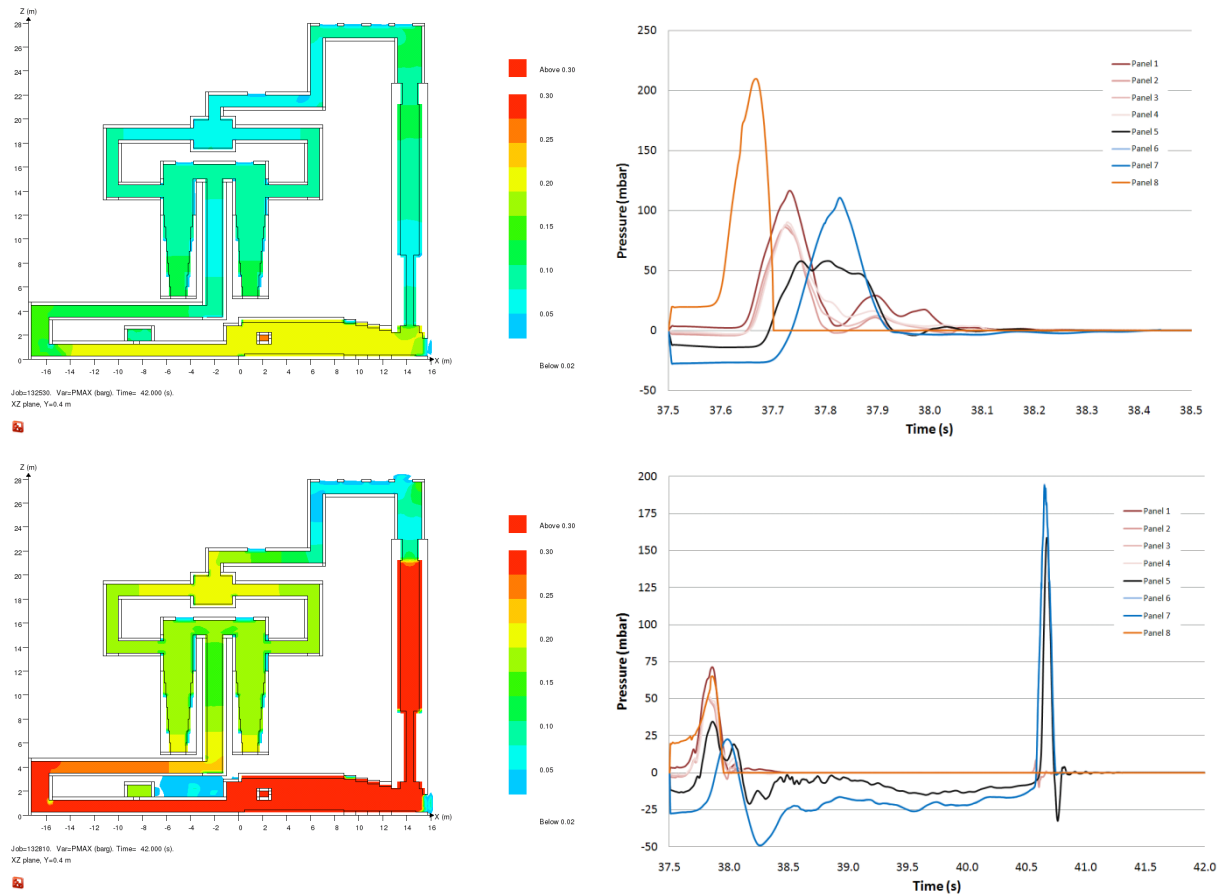 Z (m)
28
26
24
22
20
18
16
14
12
10
8
6
4
2
0
-16 -14 -12 -10 -8 -6 -4 -2 0 2 4 6 8 10 12 14 16
X (m)
Above 0.30
0.30
0.25
0.20
0.15
0.10
0.05
Below 0.02
Job=132530. Var=PMAX (barg). Time= 42.000 (s).
XZ plane, Y=0.4 m
250
200
150
100
50
0
-50
Pressure (mbar)
37.5 37.6 37.7 37.8 37.9 38.0 38.1 38.2 38.3 38.4 38.5
Time (s)
Panel 1
Panel 2
Panel 3
Panel 4
Panel 5
Panel 6
Panel 7
Panel 8
Z (m)
28
26
24
22
20
18
16
14
12
10
8
6
4
2
0
-16 -14 -12 -10 -8 -6 -4 -2 0 2 4 6 8 10 12 14 16
X (m)
Above 0.30
0.30
0.25
0.20
0.15
0.10
0.05
Below 0.02
Job=132810. Var=PMAX (barg). Time= 42.000 (s).
XZ plane, Y=0.4 m
200
175
150
125
100
75
50
25
0
-25
-50
Pressure (mbar)
37.5 38.0 38.5 39.0 39.5 40.0 40.5 41.0 41.5 42.0
Time (s)
Panel 1
Panel 2
Panel 3
Panel 4
Panel 5
Panel 6
Panel 7
Panel 8